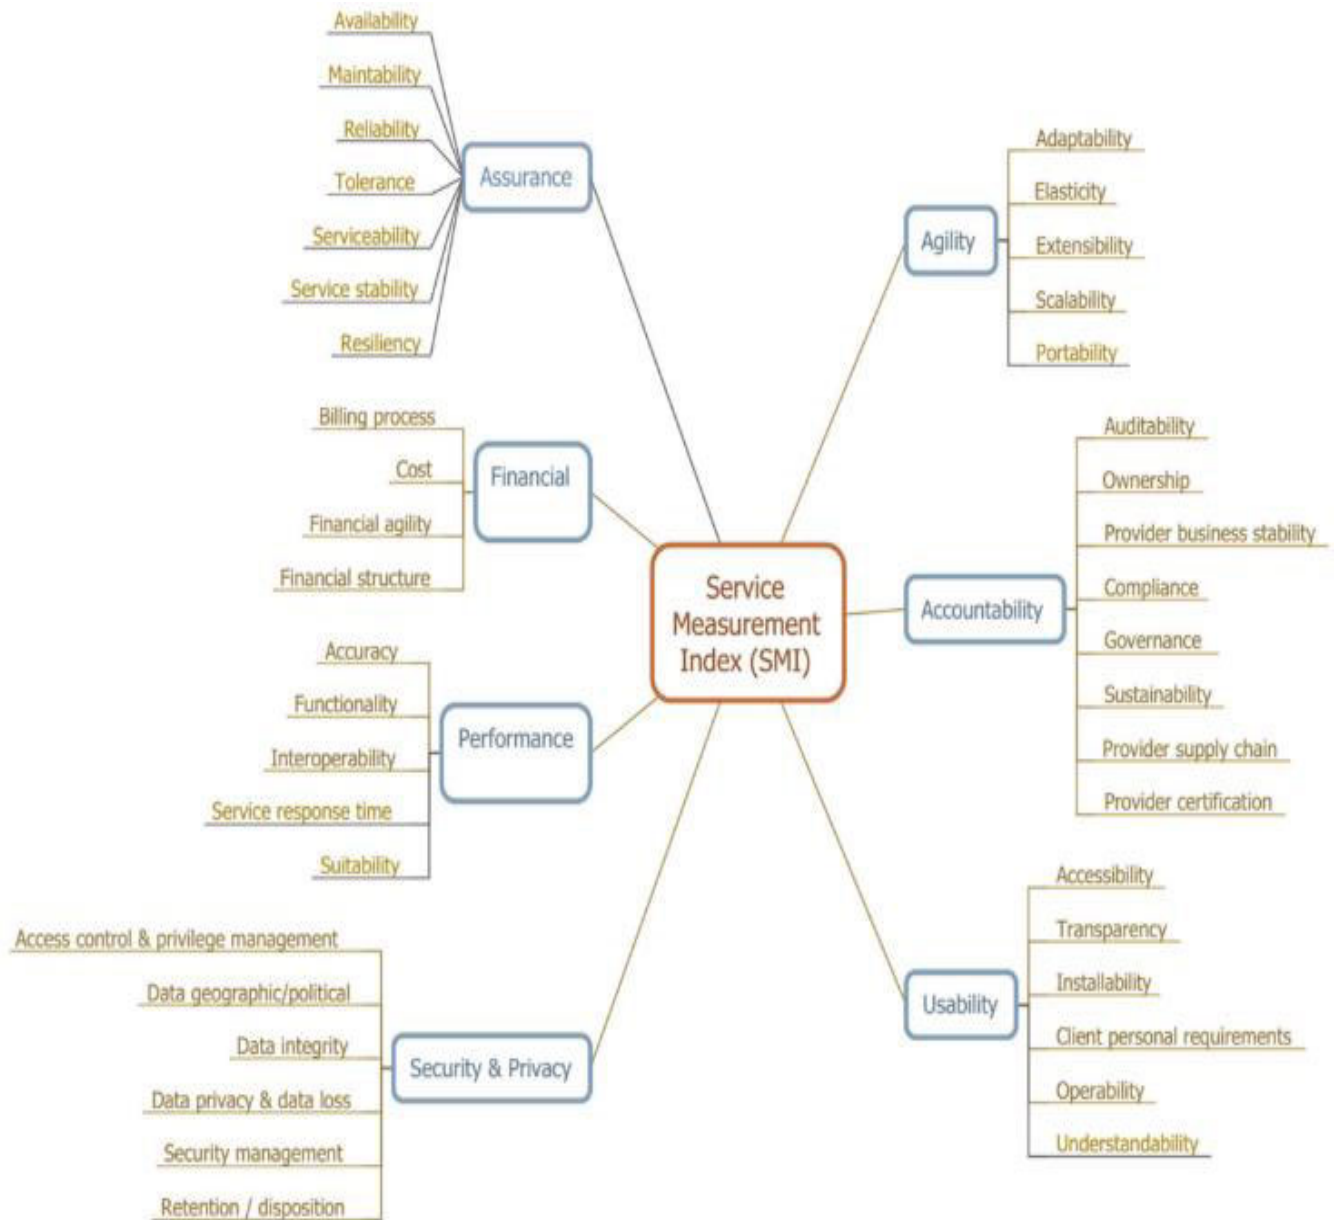 Availability
Maintability
Reliability
Tolerance
Serviceability
Service stability
Resiliency
Assurance
Billing process
Cost
Financial agility
Financial structure
Financial
Accuracy
Functionality
Interoperability
Service response time
Suitability
Performance
Access control & privilege management
Data geographic/political
Data integrity
Data privacy & data loss
Security management
Retention / disposition
Security & Privacy
Service
Measurement
Index (SMI)
Agility
Adaptability
Elasticity
Extensibility
Scalability
Portability
Accountability
Auditability
Ownership
Provider business stability
Compliance
Governance
Sustainability
Provider supply chain
Provider certification
Usability
Accessibility
Transparency
Installability
Client personal requirements
Operability
Understandability